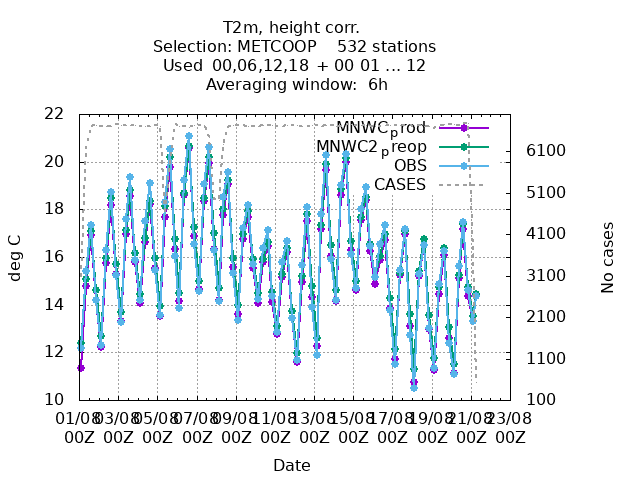 T2m, height corr.
Selection: METCOOP    532 stations
Used  00,06,12,18  + 00 01 ... 12
Averaging window:  6h
MNWCprod
MNWC2preop
OBS
CASES
22
20
18
16
14
12
10
deg C
6100
5100
4100
3100
2100
1100
100
No cases
01/08 03/08 05/08 07/08 09/08 11/08 13/08 15/08 17/08 19/08 21/08 23/08
00Z 00Z 00Z 00Z 00Z 00Z 00Z 00Z 00Z 00Z 00Z 00Z
Date